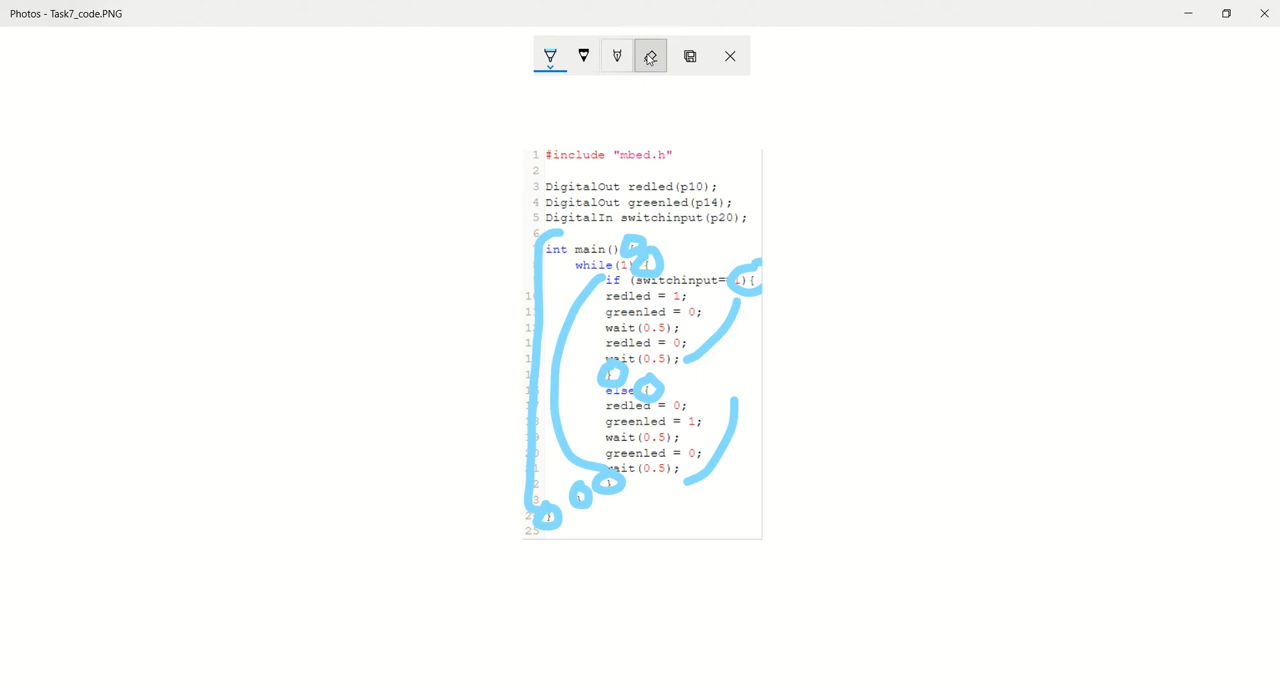 Photos - Task7_code.PNG
1 #include "mbed.h"
2
3 DigitalOut redled(p10);
4 DigitalOut greenled(p14);
5 DigitalIn switchinput(p20);
6
int main() {
while(1) {
if (switchinput==1){
redled = 1;
greenled = 0;
wait(0.5);
redled = 0;
wait(0.5);
}
else {
redled = 0;
greenled = 1;
wait(0.5);
greenled = 0;
wait(0.5);
}
}
}
25